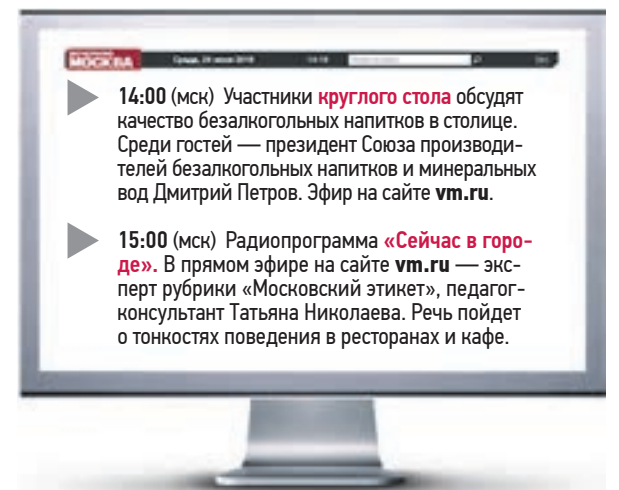 МОСКВА
14:00 (мск) Участники круглого стола обсудят
качество безалкогольных напитков в столице.
Среди гостей — президент Союза производи-
телей безалкогольных напитков и минеральных
вод Дмитрий Петров. Эфир на сайте vm.ru.
15:00 (мск) Радиопрограмма «Сейчас в горо-
де». В прямом эфире на сайте vm.ru — экс-
перт рубрики «Московский этикет», педагог-
консультант Татьяна Николаева. Речь пойдет
о тонкостях поведения в ресторанах и кафе.